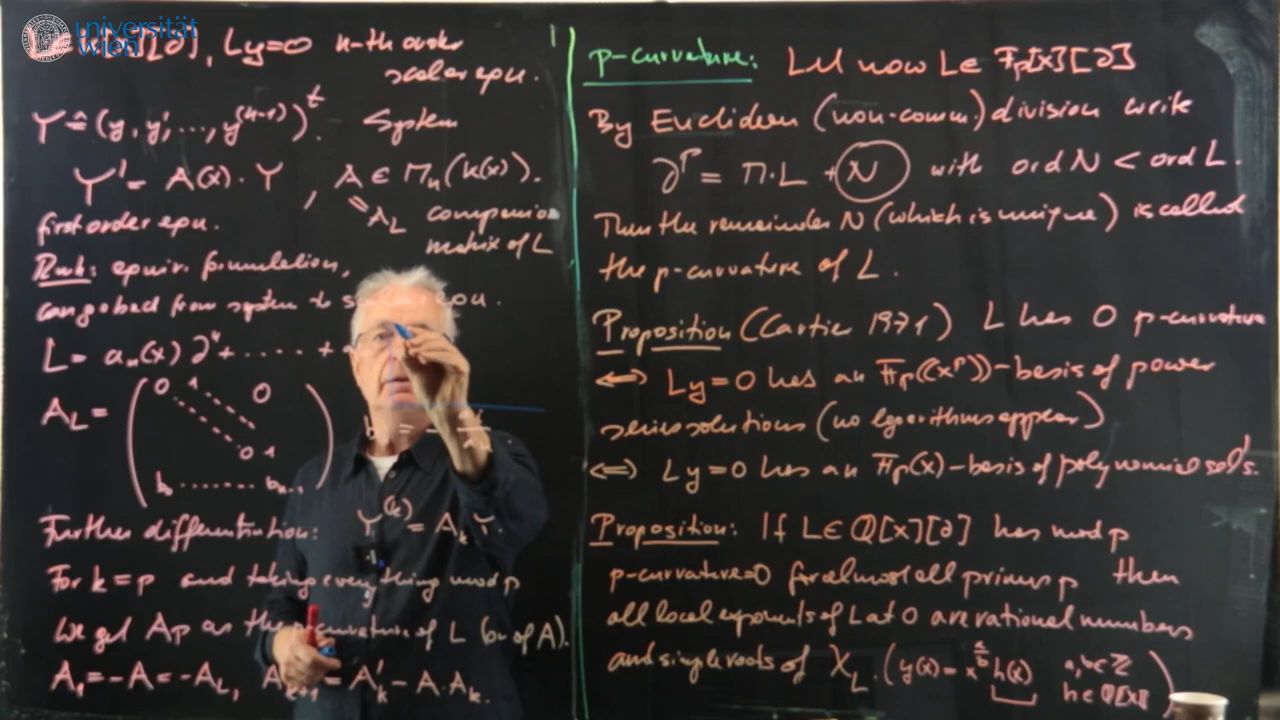 universität
wien
[∂], Ly=0 n-th order
scalar equ.
Y ≙ (y, y', ..., y^(n-1))^t. System
Y' = A(x)·Y, A ∈ M_n(k(x)).
= A_L companion
matrix of L
first order equ.
Rmk: equiv. formulation,
can go back from system to equ.
L = a_n(x) ∂^n + ..... +
A_L = ( 0 1 0
0 1
b_0 ........ b_n-1 )
Further differentiation: Y^(k) = A_k Y.
For k = p and taking everything mod p
we get A_p as the p-curvature of L (or of A).
A_1 = -A = -A_L, A_k+1 = A_k' - A·A_k.
p-curvature: Let now L ∈ F_p[x][∂]
By Euclidean (non-comm.) division write
∂^p = M·L + N with ord N < ord L.
Then the remainder N (which is unique) is called
the p-curvature of L.
Proposition (Cartier 1971) L has 0 p-curvature
⟺ Ly=0 has an F_p((x^p))-basis of power
series solutions (no logarithms appear)
⟺ Ly=0 has an F_p(x)-basis of polynomial sol's.
Proposition: If L ∈ Q[x][∂] has mod p
p-curvature=0 for almost all primes p then
all local exponents of L at 0 are rational numbers
and single roots of χ_L. (y(x) = x^(a/b) h(x) a,b ∈ Z
h ∈ Q[[x]])